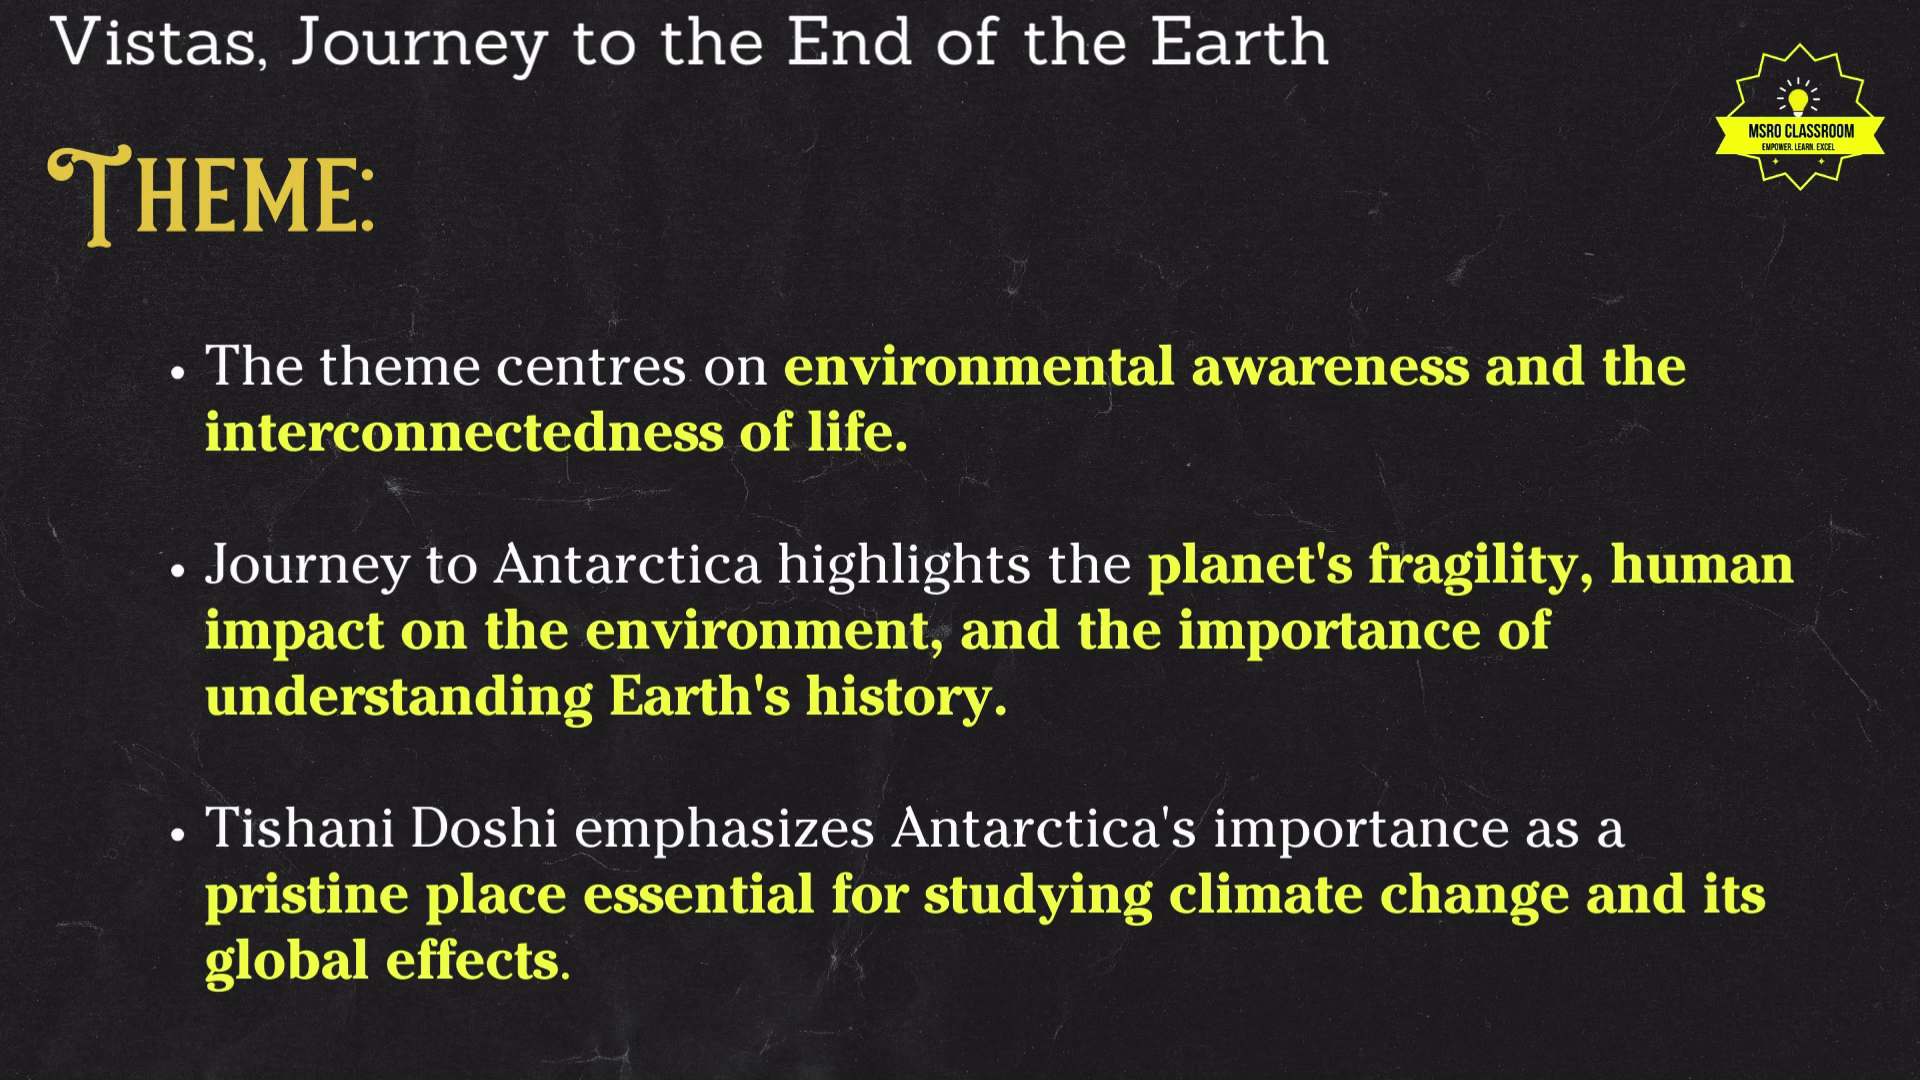 Vistas, Journey to the End of the Earth
MSRO CLASSROOM
EMPOWER. LEARN. EXCEL
THEME:
• The theme centres on environmental awareness and the
interconnectedness of life.
• Journey to Antarctica highlights the planet's fragility, human
impact on the environment, and the importance of
understanding Earth's history.
• Tishani Doshi emphasizes Antarctica's importance as a
pristine place essential for studying climate change and its
global effects.